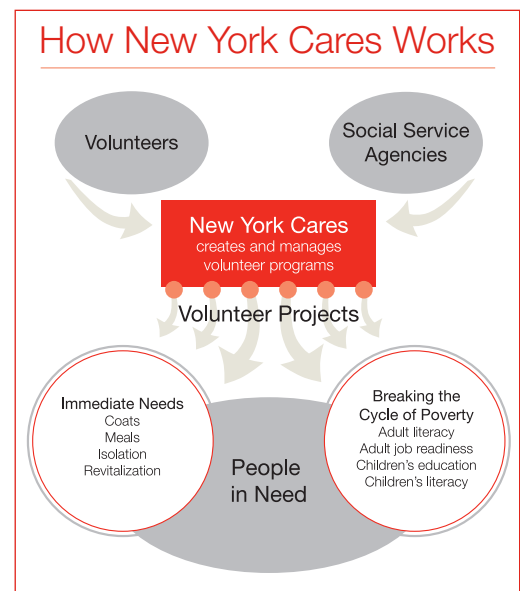 How New York Cares Works
Volunteers
Social Service
Agencies
New York Cares
creates and manages
volunteer programs
Volunteer Projects
Immediate Needs
Coats
Meals
Isolation
Revitalization
People
in Need
Breaking the
Cycle of Poverty
Adult literacy
Adult job readiness
Children's education
Children's literacy